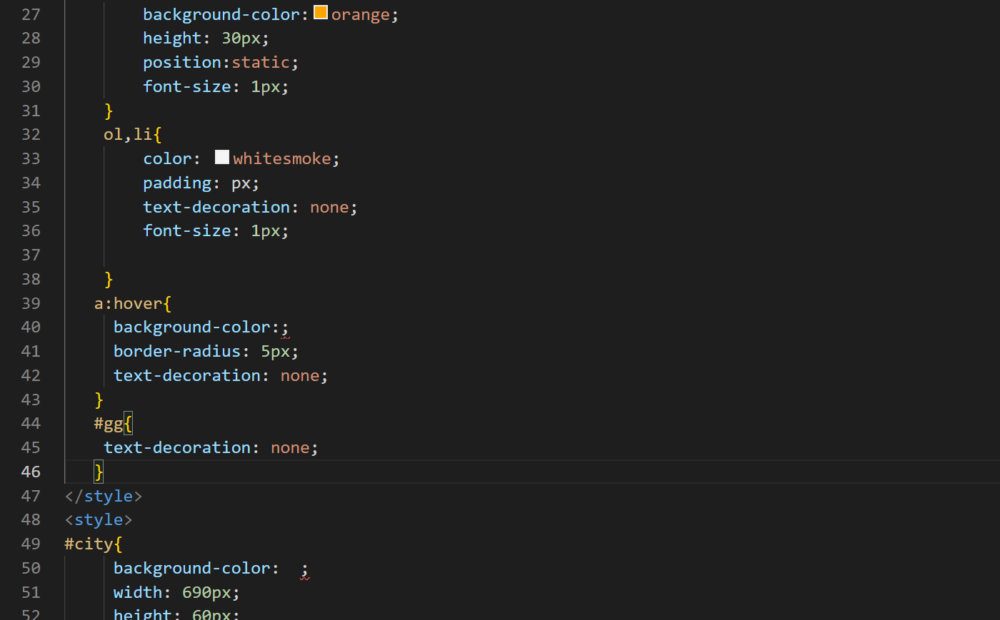 27 background-color: orange;
28 height: 30px;
29 position:static;
30 font-size: 1px;
31 }
32 ol,li{
33 color: whitesmoke;
34 padding: px;
35 text-decoration: none;
36 font-size: 1px;
37
38 }
39 a:hover{
40 background-color:;
41 border-radius: 5px;
42 text-decoration: none;
43 }
44 #gg{
45 text-decoration: none;
46 }
47 </style>
48 <style>
49 #city{
50 background-color:  ;
51 width: 690px;
52 height: 60px;